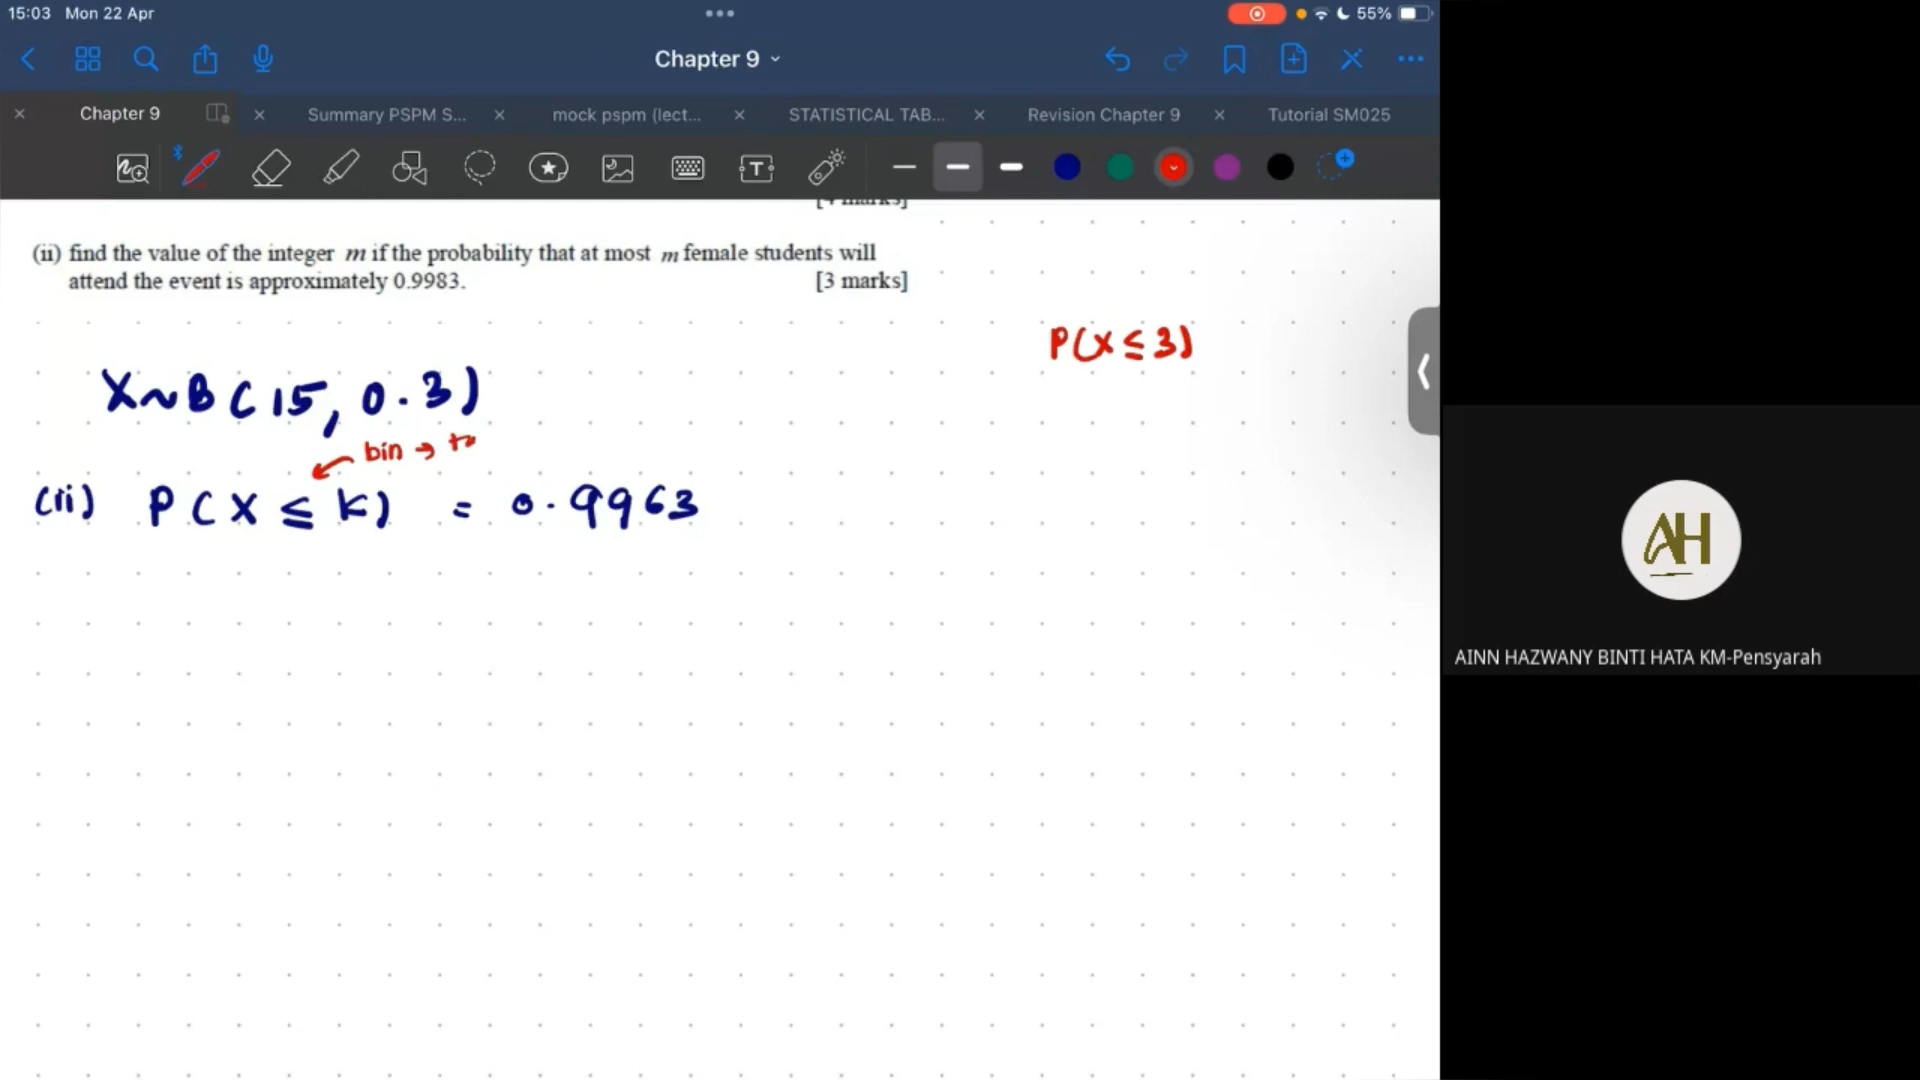 15:03 Mon 22 Apr
55%
Chapter 9
Chapter 9
Summary PSPM S...
mock pspm (lect...
STATISTICAL TAB...
Revision Chapter 9
Tutorial SM025
[4 marks]
(ii) find the value of the integer m if the probability that at most m female students will
attend the event is approximately 0.9983. [3 marks]
P(X≤3)
X~B(15, 0.3)
bin →
(ii) P(X ≤ K) = 0.9963
AH
AINN HAZWANY BINTI HATA KM-Pensyarah